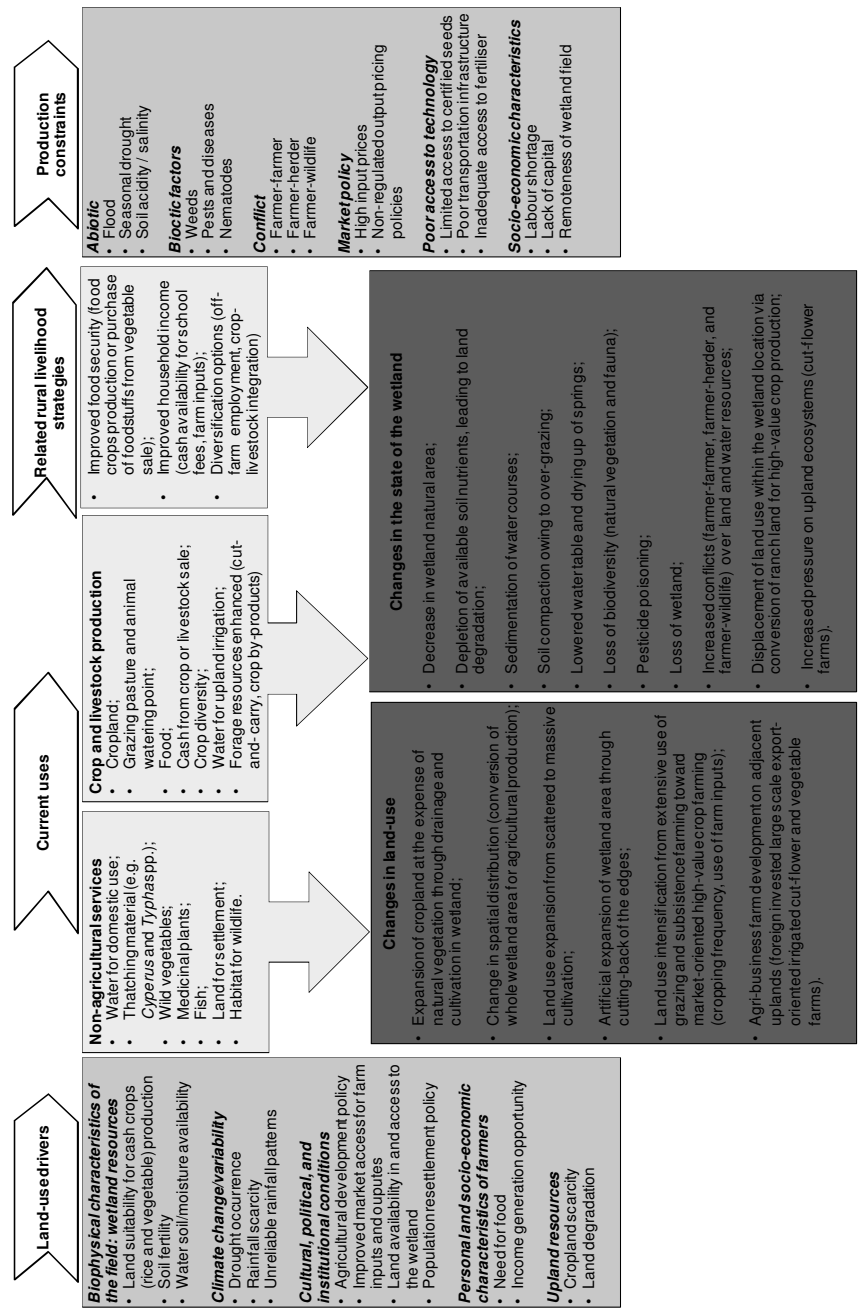 Land-use drivers
Biophysical characteristics of
the field: wetland resources
• Land suitability for cash crops
(rice and vegetable) production
• Soil fertility
• Water soil/moisture availability
Climate change/variability
• Drought occurrence
• Rainfall scarcity
• Unreliable rainfall patterns
Cultural, political, and
institutional conditions
• Agricultural development policy
• Improved market access for farm
inputs and ouputes
• Land availability in and access to
the wetland
• Population resettlement policy
Personal and socio-economic
characteristics of farmers
• Need for food
• Income generation opportunity
Upland resources
• Cropland scarcity
• Land degradation
Current uses
Non-agricultural services
• Water for domestic use;
• Thatching material (e.g.
Cyperus and Typha spp.);
• Wild vegetables;
• Medicinal plants;
• Fish;
• Land for settlement;
• Habitat for wildlife.
Crop and livestock production
• Cropland;
• Grazing pasture and animal
watering point;
• Food;
• Cash from crop or livestock sale;
• Crop diversity;
• Water for upland irrigation;
• Forage resources enhanced (cut-
and- carry, crop by-products)
Related rural livelihood
strategies
• Improved food security (food
crops production or purchase
of foodstuffs from vegetable
sale);
• Improved household income
(cash availability for school
fees, farm inputs);
• Diversification options (off-
farm employment, crop-
livestock integration)
Changes in land-use
• Expansion of cropland at the expense of
natural vegetation through drainage and
cultivation in wetland;
• Change in spatial distribution (conversion of
whole wetland area for agricultural production);
• Land use expansion from scattered to massive
cultivation;
• Artificial expansion of wetland area through
cutting-back of the edges;
• Land use intensification from extensive use of
grazing and subsistence farming toward
market-oriented high-value crop farming
(cropping frequency, use of farm inputs);
• Agri-business farm development on adjacent
uplands (foreign invested large scale export-
oriented irrigated cut-flower and vegetable
farms).
Changes in the state of the wetland
• Decrease in wetland natural area;
• Depletion of available soil nutrients, leading to land
degradation;
• Sedimentation of water courses;
• Soil compaction owing to over-grazing;
• Lowered water table and drying up of springs;
• Loss of biodiversity (natural vegetation and fauna);
• Pesticide poisoning;
• Loss of wetland;
• Increased conflicts (farmer-farmer, farmer-herder, and
farmer-wildlife) over land and water resources;
• Displacement of land use within the wetland location via
conversion of ranch land for high-value crop production;
• Increased pressure on upland ecosystems (cut-flower
farms).
Production
constraints
Abiotic
• Flood
• Seasonal drought
• Soil acidity / salinity
Bioctic factors
• Weeds
• Pests and diseases
• Nematodes
Conflict
• Farmer-farmer
• Farmer-herder
• Farmer-wildlife
Market policy
• High input prices
• Non-regulated output pricing
policies
Poor access to technology
• Limited access to certified seeds
• Poor transportation infrastructure
• Inadequate access to fertiliser
Socio-economic characteristics
• Labour shortage
• Lack of capital
• Remoteness of wetland field